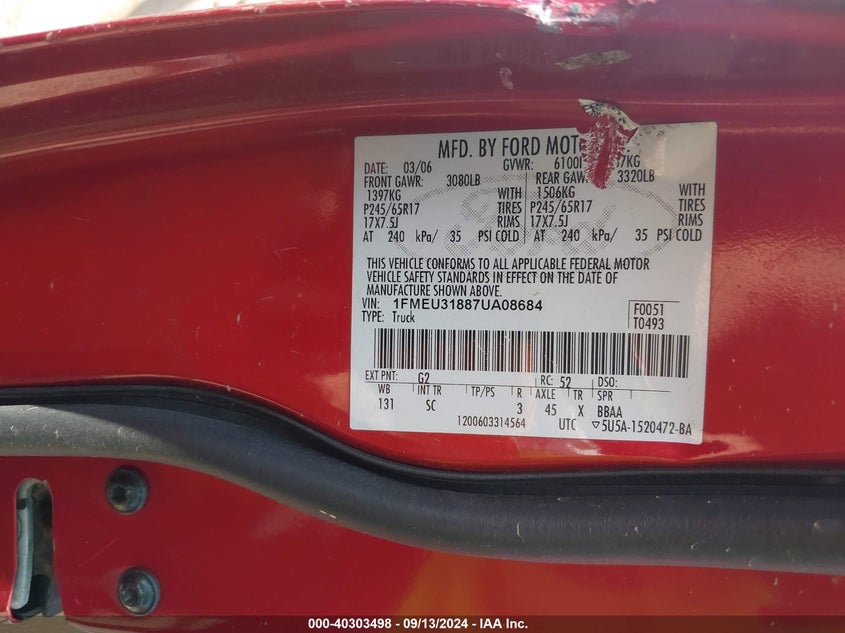 MFD. BY FORD MOTO
DATE: 03/06 GVWR: 6100 7KG
FRONT GAWR: 3080LB REAR GAW 3320LB
1397KG WITH 1506KG WITH
P245/65R17 TIRES P245/65R17 TIRES
17X7.5J RIMS 17X7.5J RIMS
AT 240 kPa/ 35 PSI COLD AT 240 kPa/ 35 PSI COLD
THIS VEHICLE CONFORMS TO ALL APPLICABLE FEDERAL MOTOR
VEHICLE SAFETY STANDARDS IN EFFECT ON THE DATE OF
MANUFACTURE SHOWN ABOVE.
VIN: 1FMEU31887UA08684 F0051
TYPE: Truck T0493
EXT PNT: G2 RC: 52 DSO:
WB INT TR TP/PS R AXLE TR SPR
131 SC 3 45 X BBAA
1200603314564 UTC ▽5U5A-1520472-BA
000-40303498 - 09/13/2024 - IAA Inc.